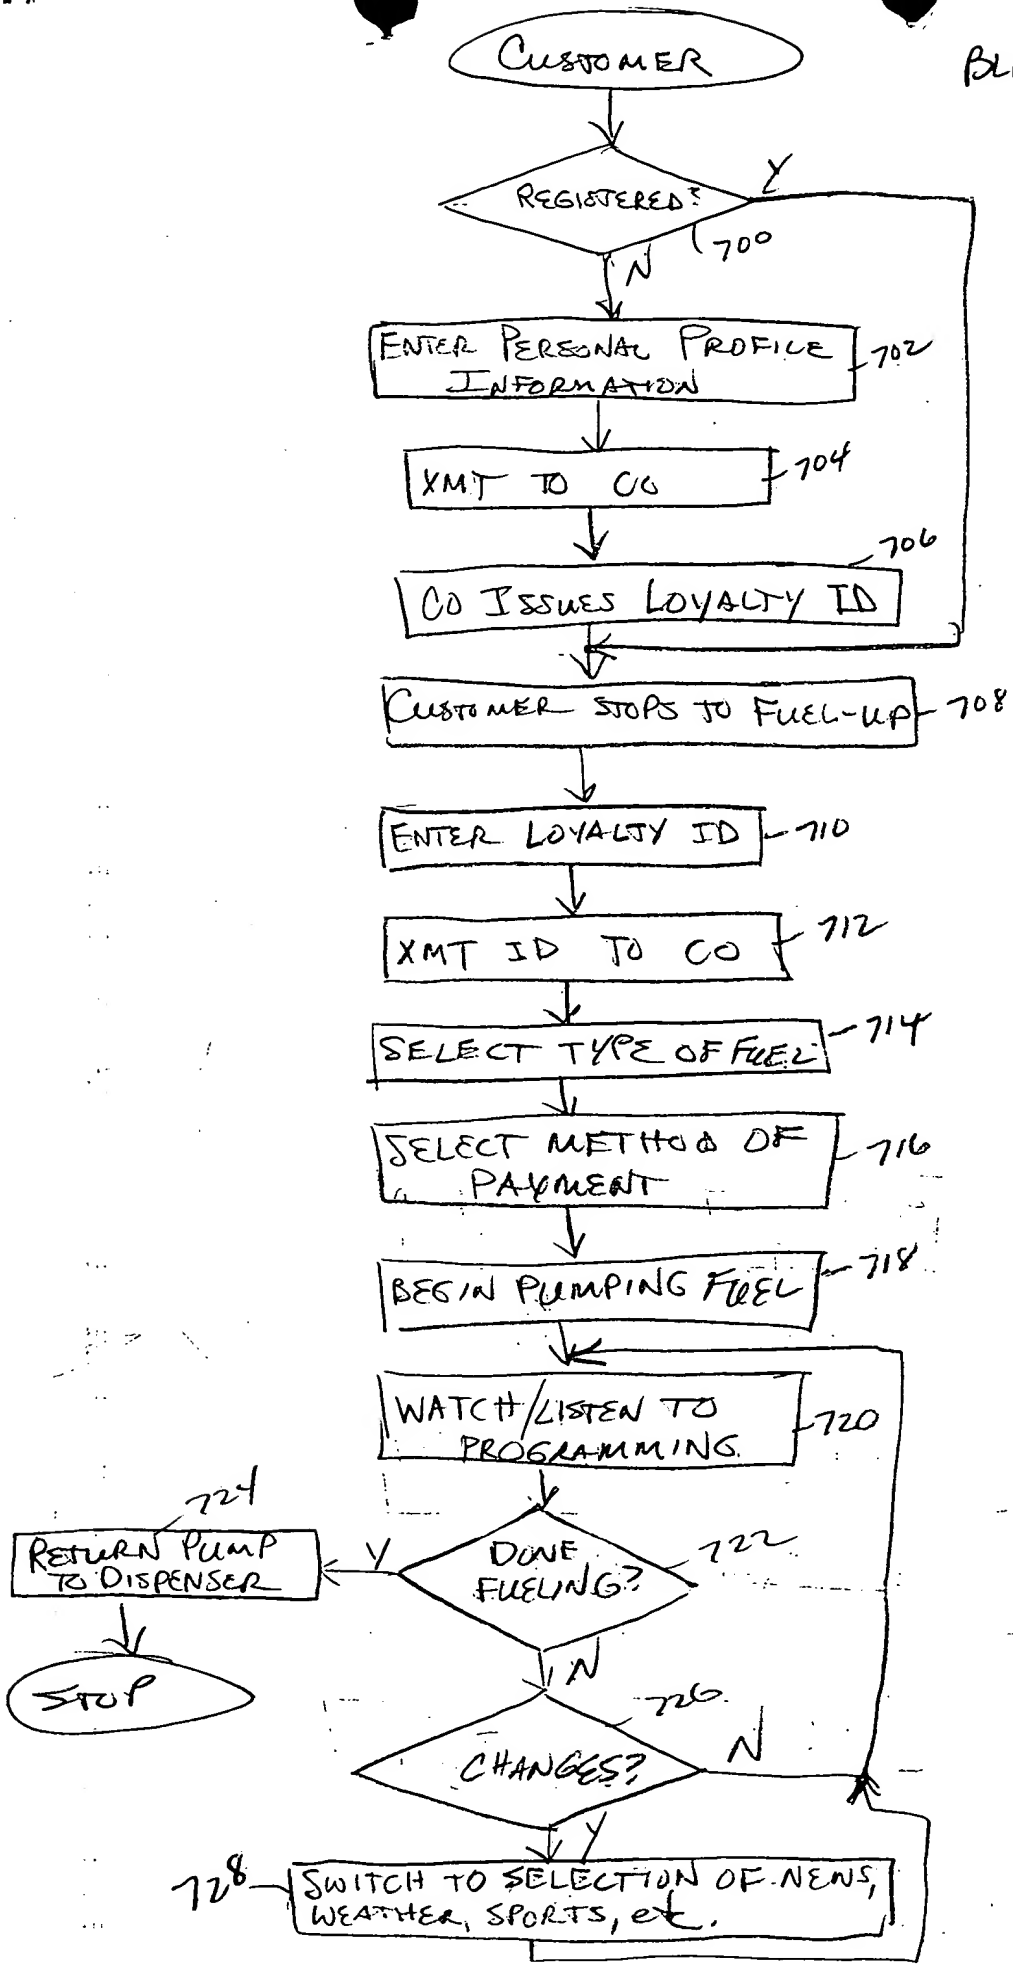 CUSTOMER
REGISTERED?
Y
700
N
ENTER PERSONAL PROFILE
INFORMATION
702
XMT TO CO
704
706
CO ISSUES LOYALTY ID
CUSTOMER STOPS TO FUEL-UP
708
ENTER LOYALTY ID
710
XMT ID TO CO
712
SELECT TYPE OF FUEL
714
SELECT METHOD OF
PAYMENT
716
BEGIN PUMPING FUEL
718
WATCH/LISTEN TO
PROGRAMMING
720
724
RETURN PUMP
TO DISPENSER
Y
DONE
FUELING?
722
N
STOP
726
CHANGES?
N
Y
728
SWITCH TO SELECTION OF NEWS,
WEATHER, SPORTS, etc.